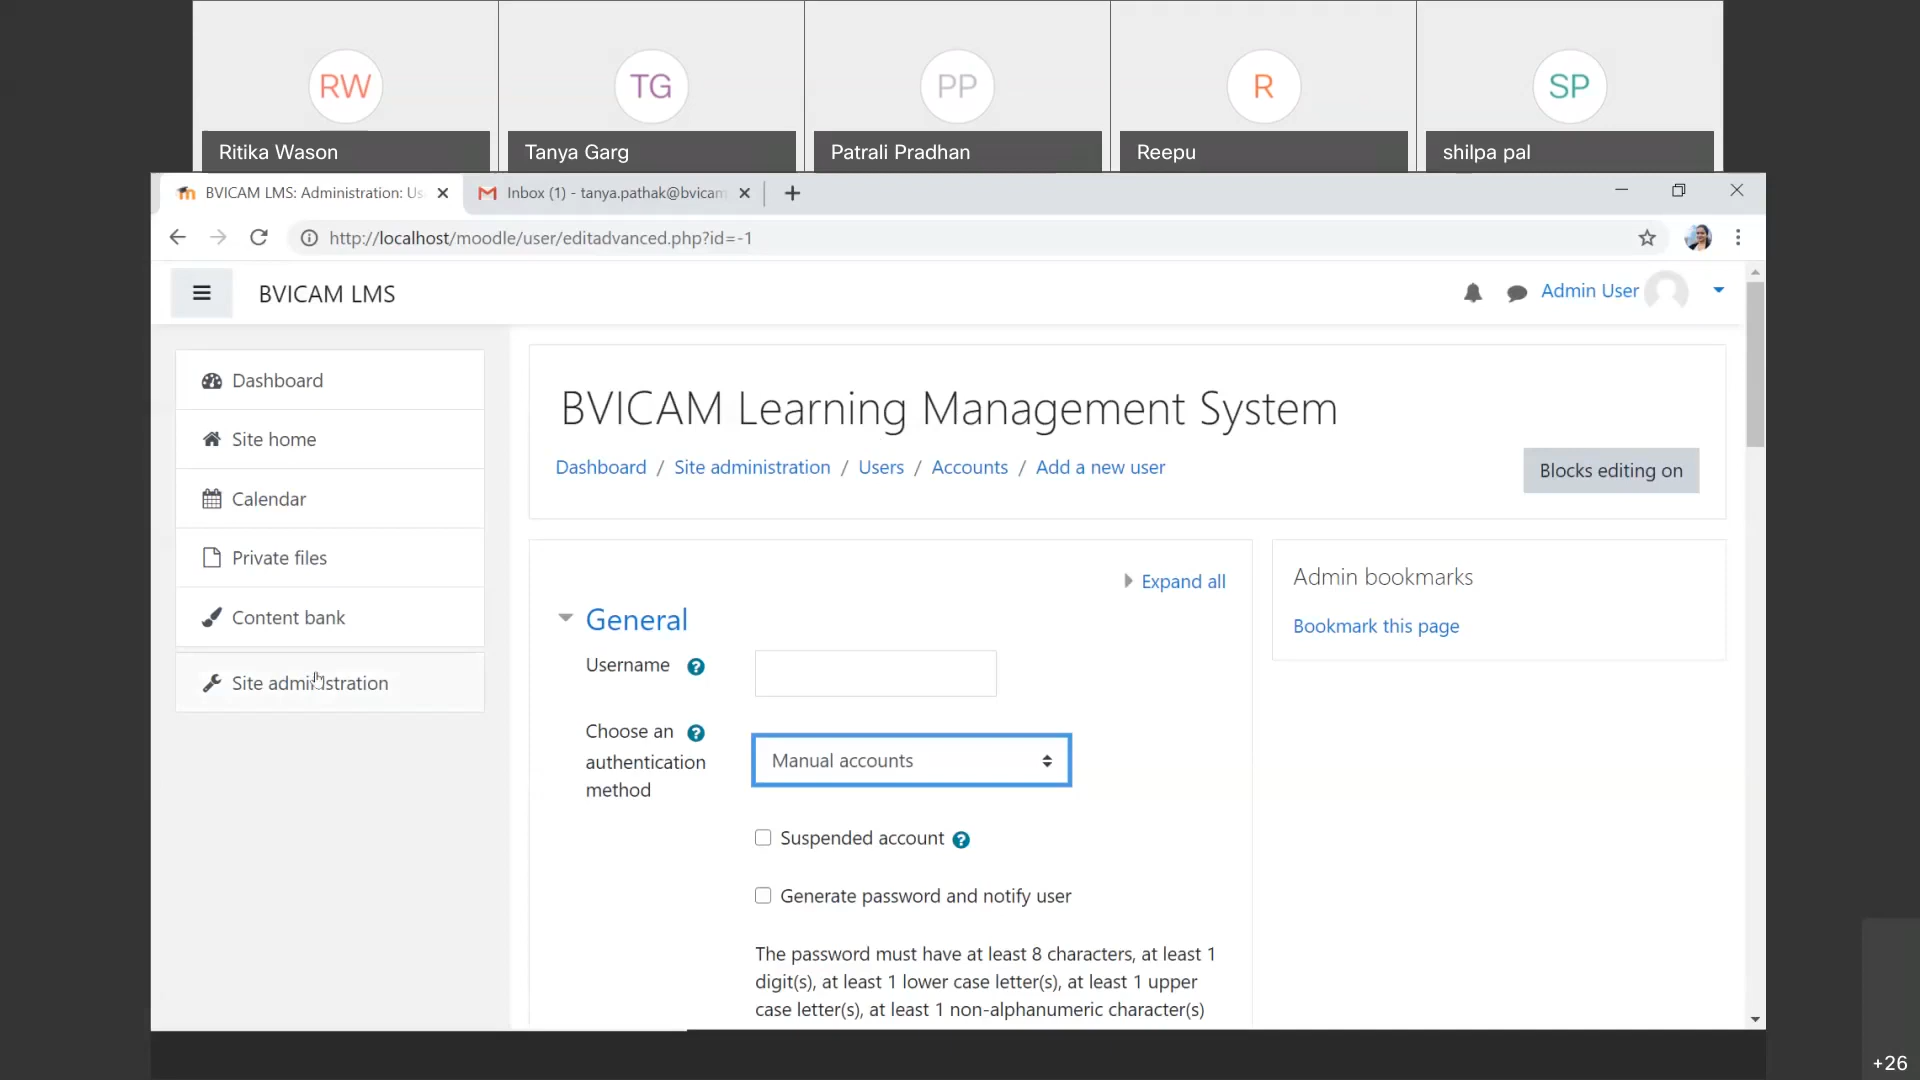 RW TG PP R SP
Ritika Wason Tanya Garg Patrali Pradhan Reepu shilpa pal
BVICAM LMS: Administration: Us Inbox (1) - tanya.pathak@bvicam
http://localhost/moodle/user/editadvanced.php?id=-1
BVICAM LMS Admin User
Dashboard
Site home
Calendar
Private files
Content bank
Site administration
BVICAM Learning Management System
Dashboard / Site administration / Users / Accounts / Add a new user
Blocks editing on
Expand all
General
Username
Choose an
authentication
method
Manual accounts
Suspended account
Generate password and notify user
The password must have at least 8 characters, at least 1
digit(s), at least 1 lower case letter(s), at least 1 upper
case letter(s), at least 1 non-alphanumeric character(s)
Admin bookmarks
Bookmark this page
+26